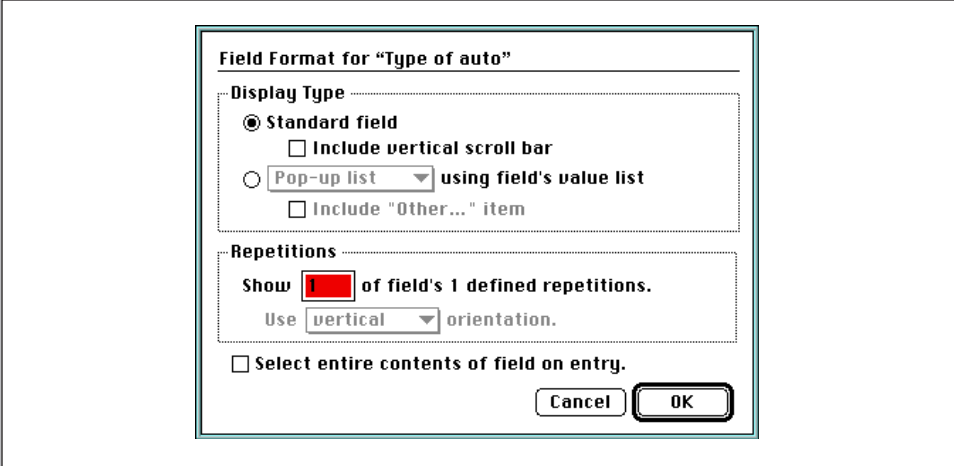 Field Format for “Type of auto”
Display Type
Standard field
Include vertical scroll bar
Pop-up list using field's value list
Include "Other..." item
Repetitions
Show 1 of field's 1 defined repetitions.
Use vertical orientation.
Select entire contents of field on entry.
Cancel OK